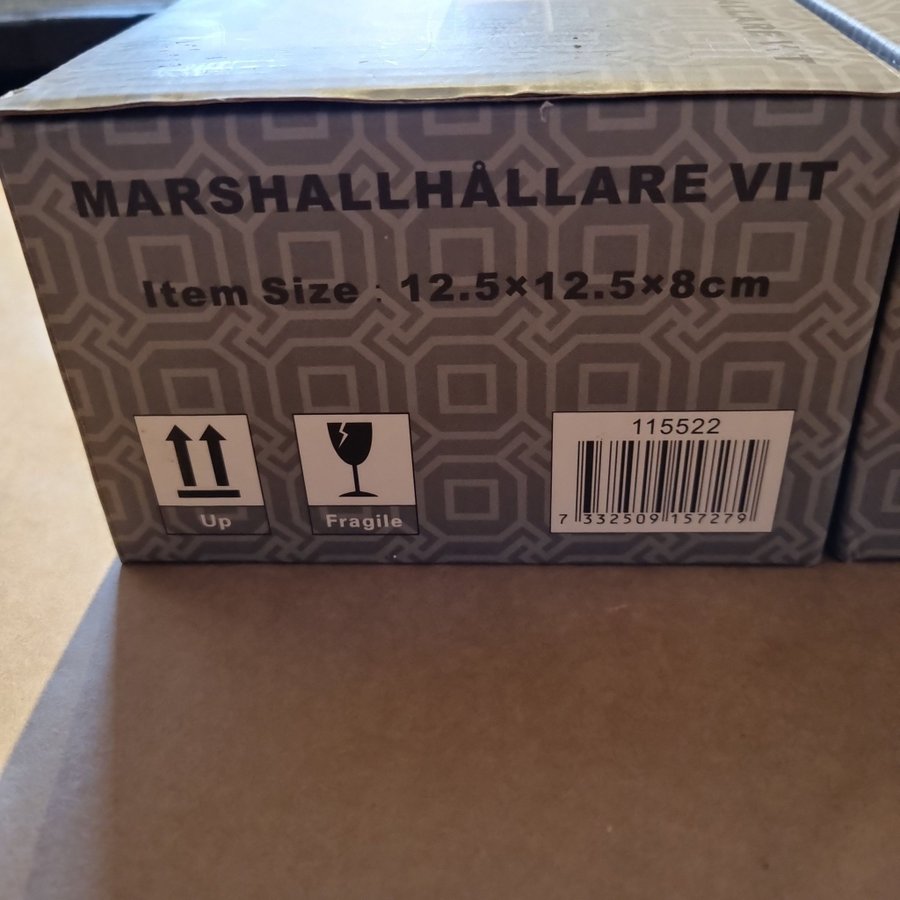 MARSHALLHÅLLARE VIT
Item Size : 12.5×12.5×8cm
Up
Fragile
115522
7 332509 157279